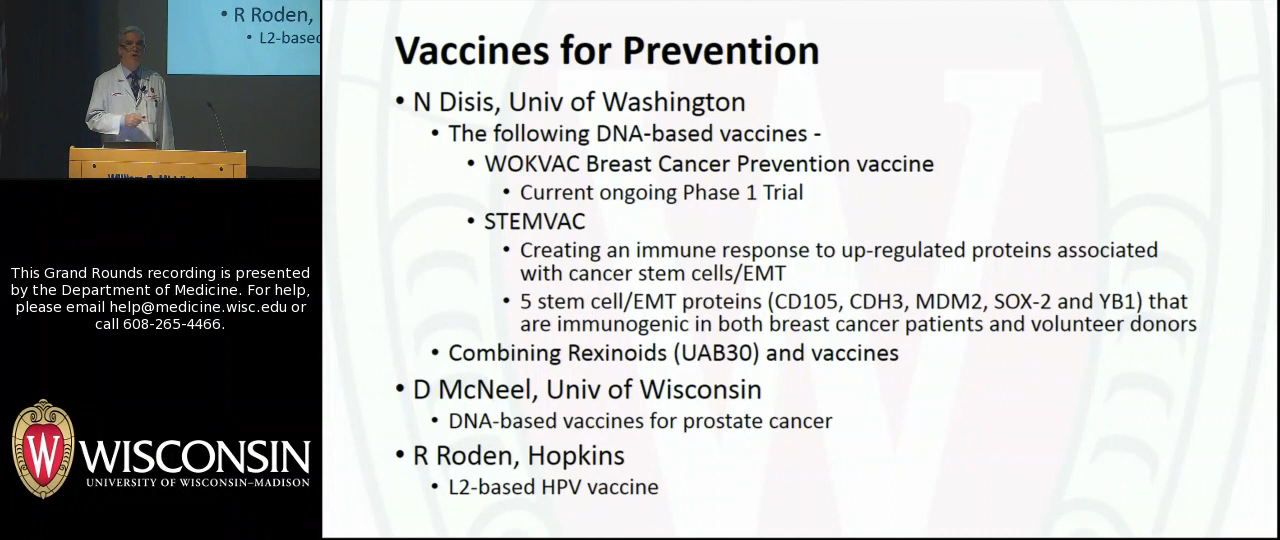 R Roden,
L2-based
This Grand Rounds recording is presented
by the Department of Medicine. For help,
please email help@medicine.wisc.edu or
call 608-265-4466.
W
WISCONSIN
UNIVERSITY OF WISCONSIN–MADISON
Vaccines for Prevention
• N Disis, Univ of Washington
• The following DNA-based vaccines -
• WOKVAC Breast Cancer Prevention vaccine
• Current ongoing Phase 1 Trial
• STEMVAC
• Creating an immune response to up-regulated proteins associated
with cancer stem cells/EMT
• 5 stem cell/EMT proteins (CD105, CDH3, MDM2, SOX-2 and YB1) that
are immunogenic in both breast cancer patients and volunteer donors
• Combining Rexinoids (UAB30) and vaccines
• D McNeel, Univ of Wisconsin
• DNA-based vaccines for prostate cancer
• R Roden, Hopkins
• L2-based HPV vaccine